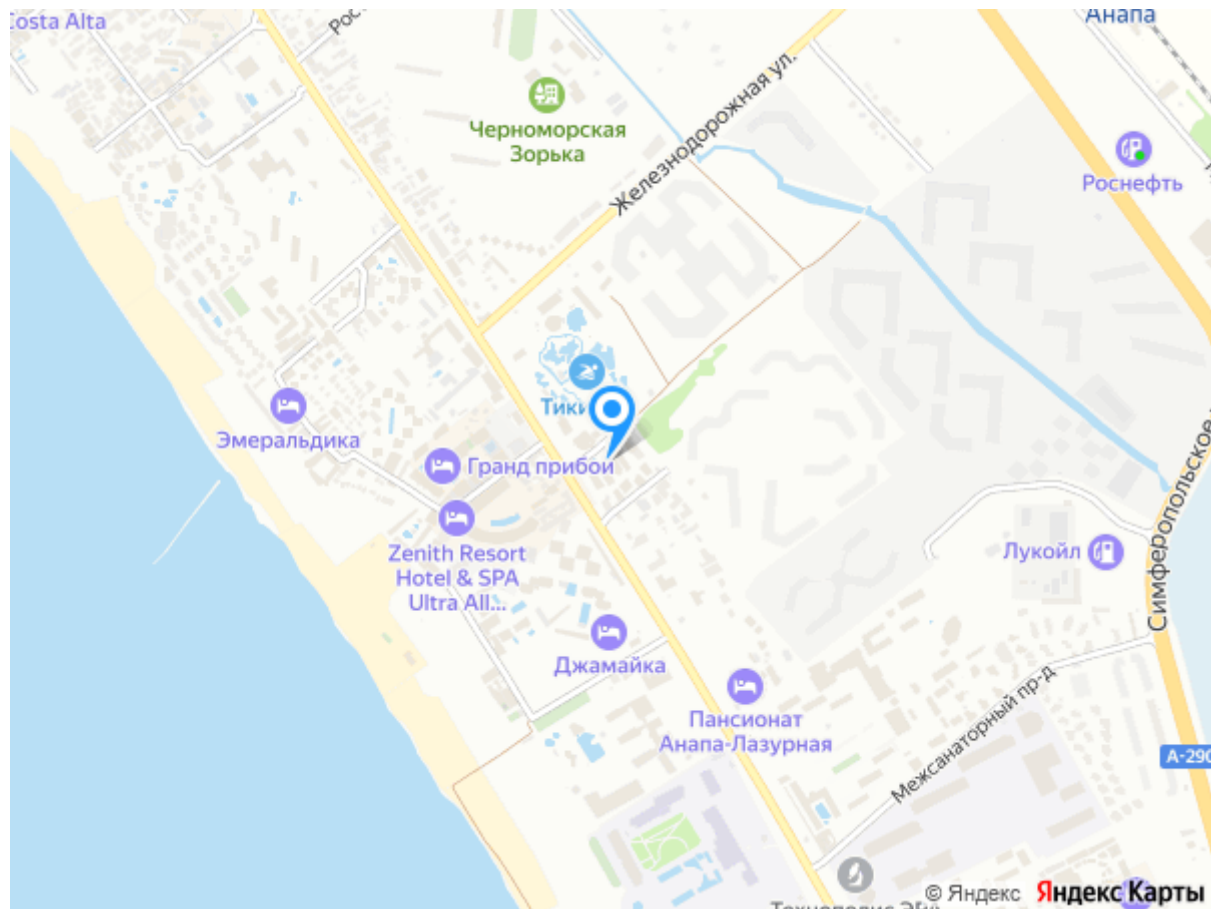 Costa Alta
Анапа
Черноморская
Зорька
Железнодорожная ул.
Роснефть
Тики
Эмеральдика
Гранд прибой
Zenith Resort
Hotel & SPA
Ultra All...
Симферопольское
Лукойл
Джамайка
Пансионат
Анапа-Лазурная
Межсанаторный пр-д
А-290
Технополис
© Яндекс Яндекс Карты